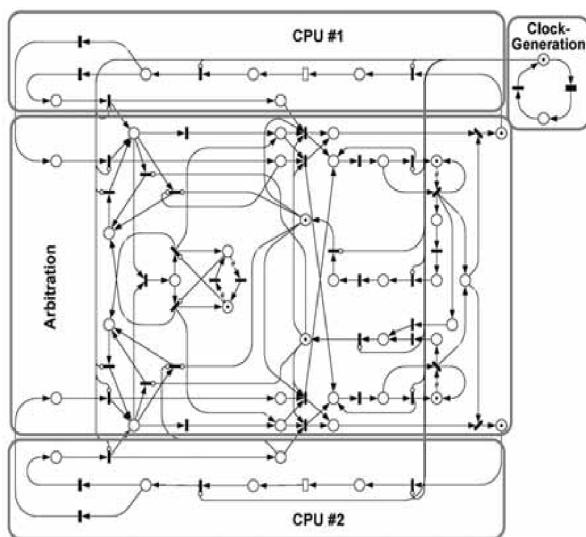 CPU #1
Clock-
Generation
Arbitration
CPU #2